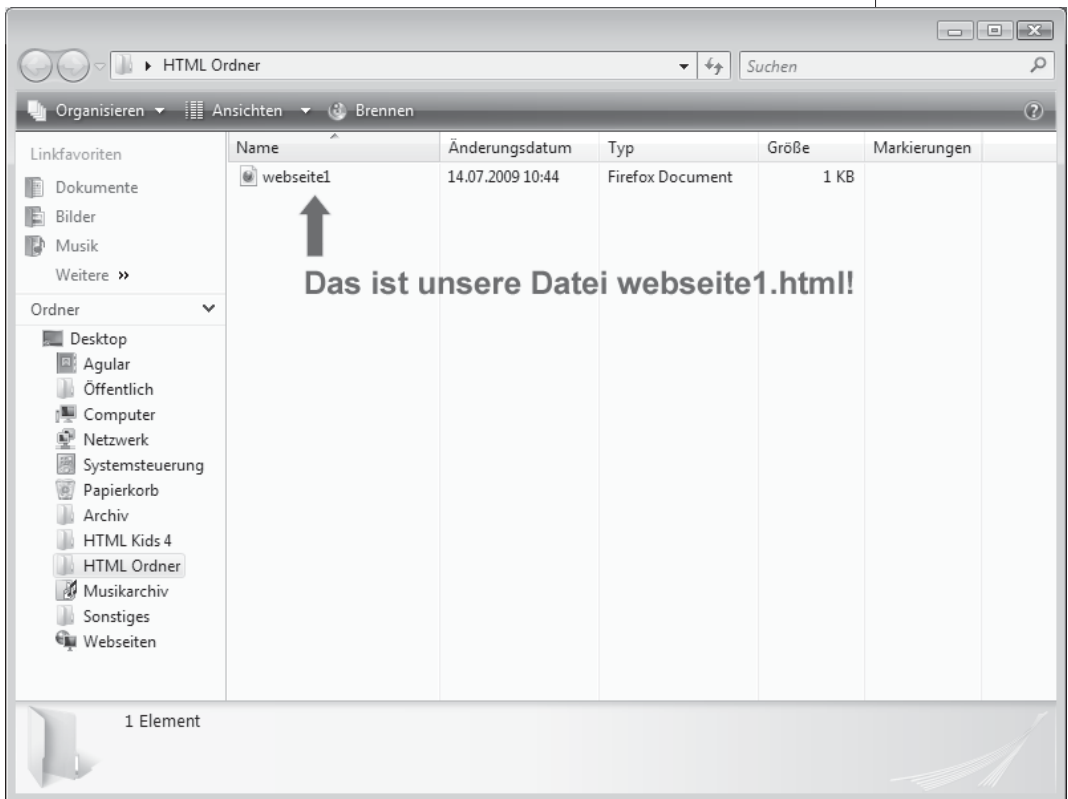 HTML Ordner
Suchen
Organisieren Ansichten Brennen
Linkfavoriten
Dokumente
Bilder
Musik
Weitere »
Ordner
Desktop
Agular
Öffentlich
Computer
Netzwerk
Systemsteuerung
Papierkorb
Archiv
HTML Kids 4
HTML Ordner
Musikarchiv
Sonstiges
Webseiten
Name Änderungsdatum Typ Größe Markierungen
webseite1 14.07.2009 10:44 Firefox Document 1 KB
Das ist unsere Datei webseite1.html!
1 Element